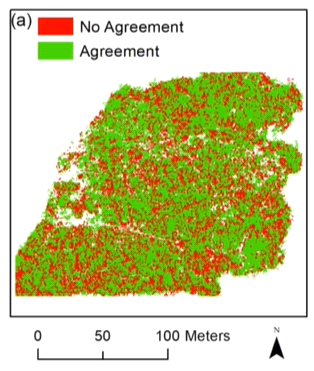 (a)
No Agreement
Agreement
0 50 100 Meters
N